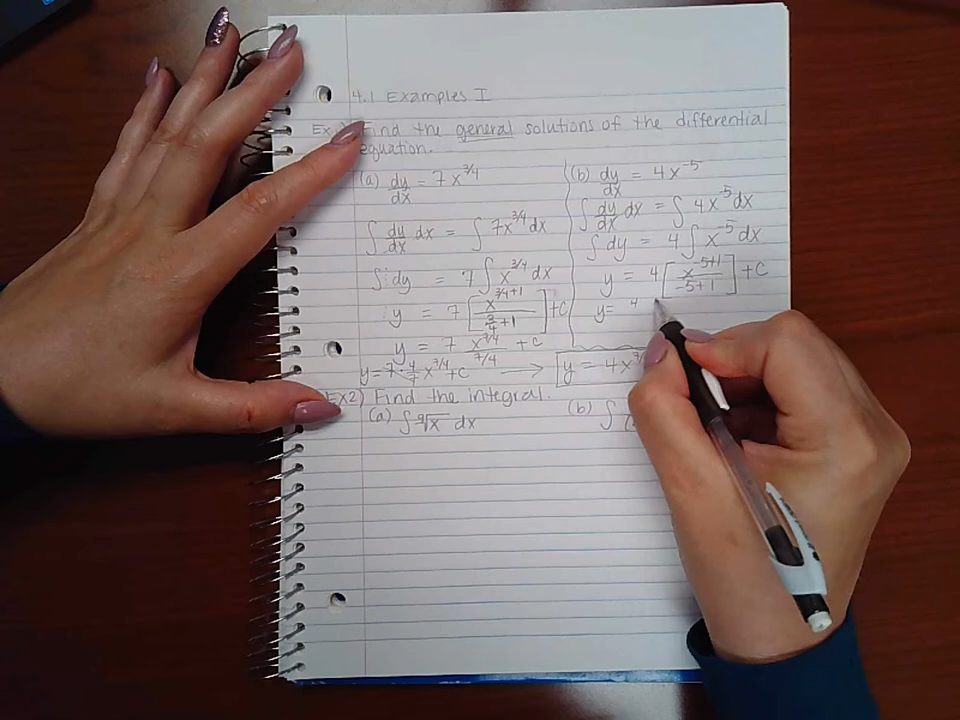 4.1 Examples I
Ex 1) Find the general solutions of the differential
equation.
(a) dy/dx = 7x^(3/4)
∫ dy/dx dx = ∫ 7x^(3/4) dx
∫ dy = 7 ∫ x^(3/4) dx
y = 7 [x^(3/4+1) / (3/4+1)] + C
y = 7 x^(7/4) / (7/4) + C
y = 7 · 4/7 x^(7/4) + C → y = 4x^(7/
(b) dy/dx = 4x^(-5)
∫ dy/dx dx = ∫ 4x^(-5) dx
∫ dy = 4 ∫ x^(-5) dx
y = 4 [x^(-5+1) / (-5+1)] + C
y = 4
Ex2) Find the integral.
(a) ∫ ⁹√x dx
(b) ∫ (